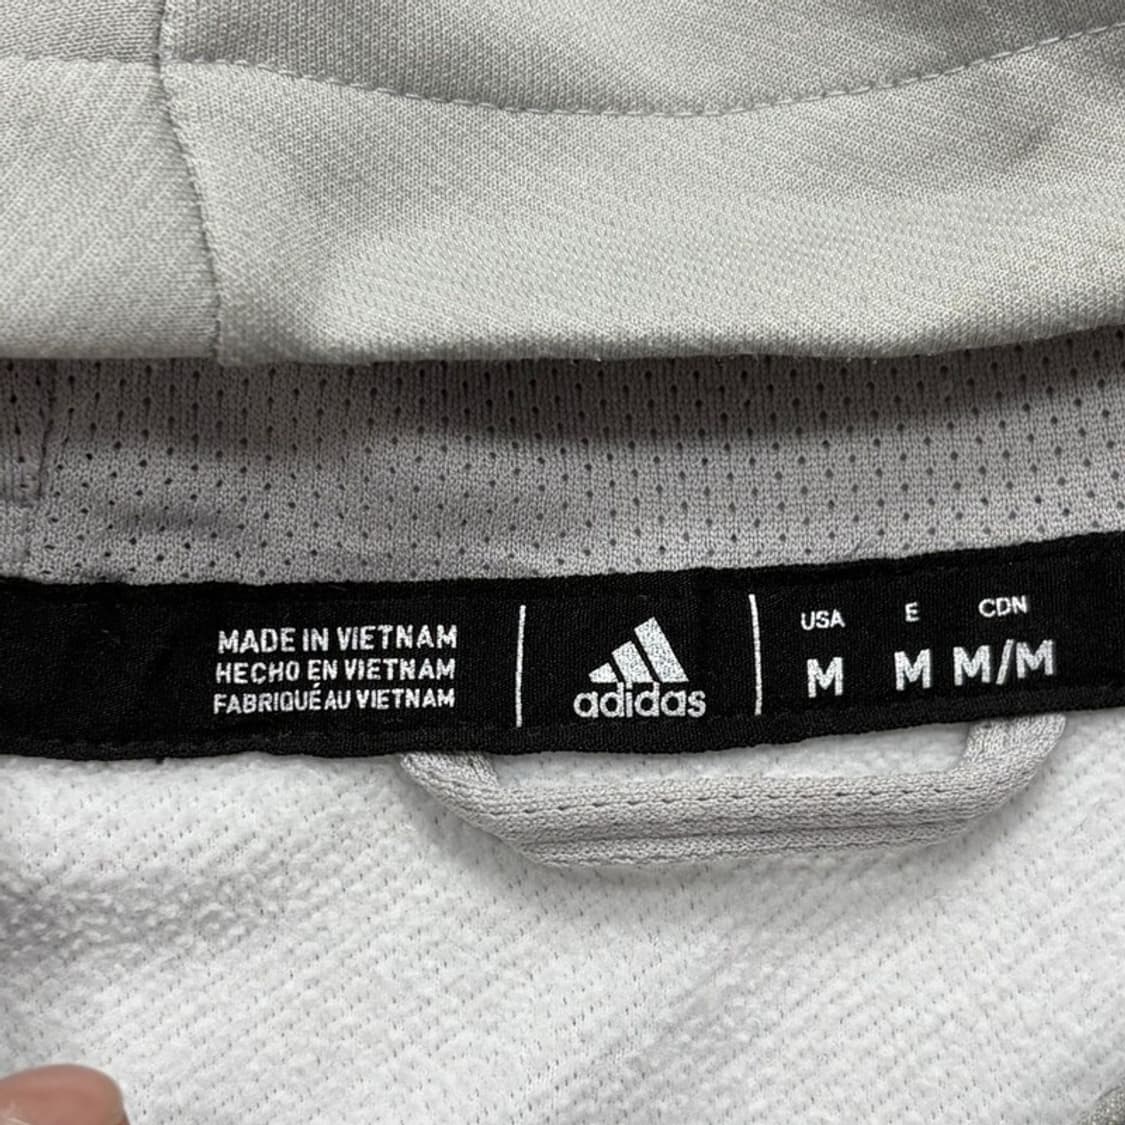 MADE IN VIETNAM
HECHO EN VIETNAM
FABRIQUÉ AU VIETNAM
adidas
USA E CDN
M M M/M